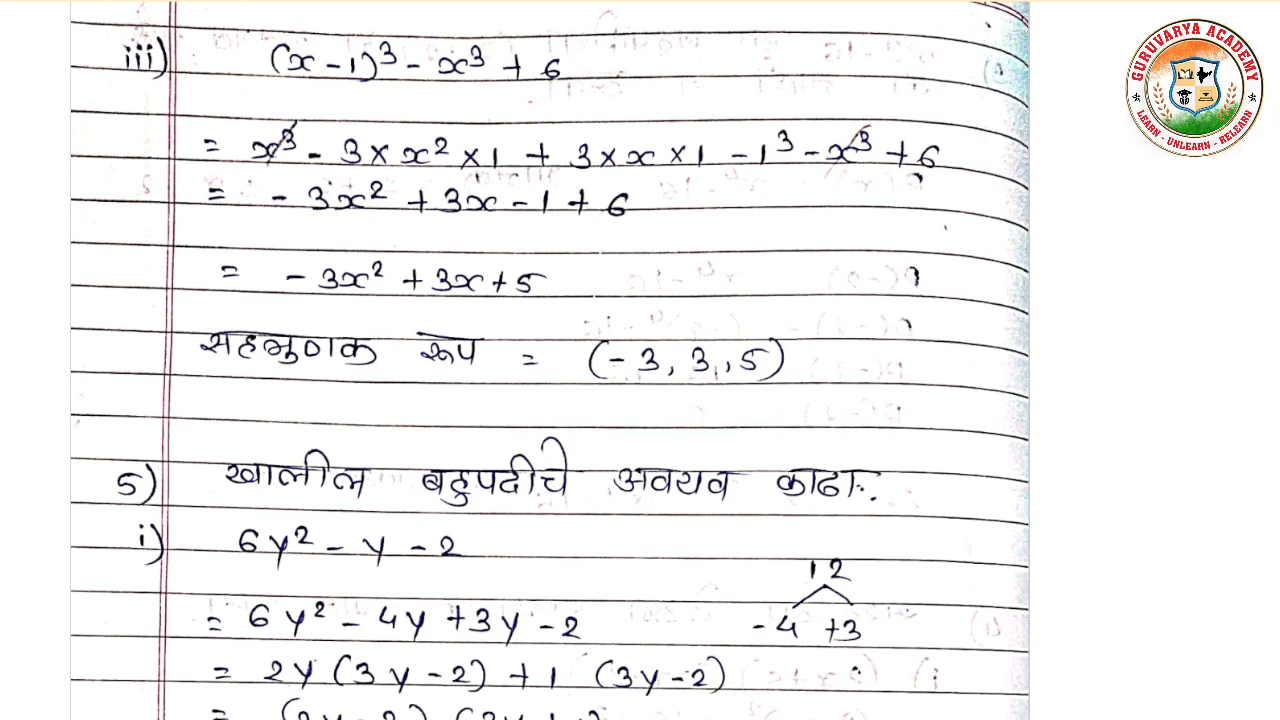 iii) (x - 1)³ - x³ + 6
= x³ - 3 × x² × 1 + 3 × x × 1 - 1³ - x³ + 6
= - 3x² + 3x - 1 + 6
= - 3x² + 3x + 5
सहगुणक रूप = (- 3, 3, 5)
5) खालील बहुपदीचे अवयव काढा.
i) 6y² - y - 2
12
= 6y² - 4y + 3y - 2 -4 +3
= 2y (3y - 2) + 1 (3y - 2)
GURUVARYA ACADEMY
LEARN - UNLEARN - RELEARN